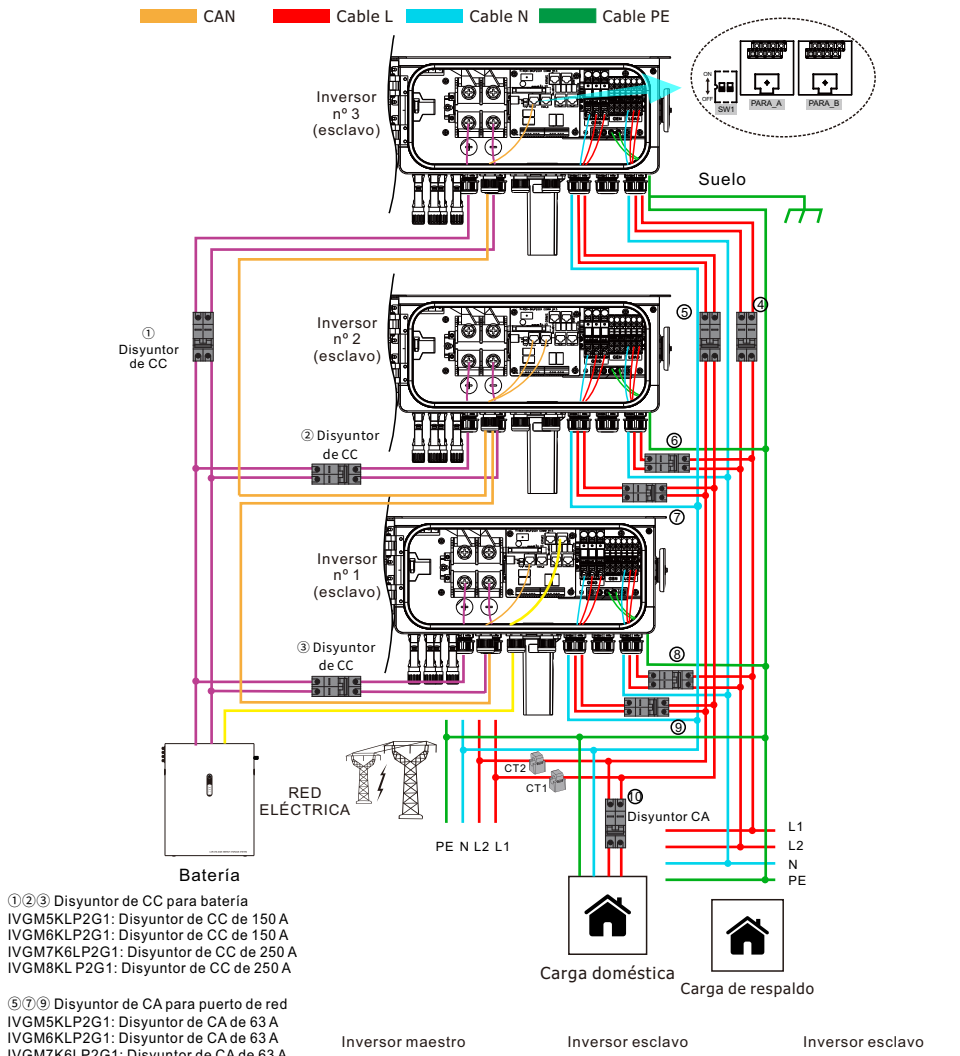 CAN
Cable L
Cable N
Cable PE
ON
OFF
SW1
PARA_A
PARA_B
Inversor
nº 3
(esclavo)
Suelo
①
Disyuntor
de CC
Inversor
nº 2
(esclavo)
⑤
④
② Disyuntor
de CC
⑥
⑦
Inversor
nº 1
(esclavo)
③ Disyuntor
de CC
⑧
⑨
CT2
CT1
RED
ELÉCTRICA
⑩
Disyuntor CA
L1
L2
N
PE
PE N L2 L1
Batería
Carga doméstica
Carga de respaldo
①②③ Disyuntor de CC para batería
IVGM5KLP2G1: Disyuntor de CC de 150 A
IVGM6KLP2G1: Disyuntor de CC de 150 A
IVGM7K6LP2G1: Disyuntor de CC de 250 A
IVGM8KL P2G1: Disyuntor de CC de 250 A
⑤⑦⑨ Disyuntor de CA para puerto de red
IVGM5KLP2G1: Disyuntor de CA de 63 A
IVGM6KLP2G1: Disyuntor de CA de 63 A
IVGM7K6LP2G1: Disyuntor de CA de 63 A
Inversor maestro
Inversor esclavo
Inversor esclavo